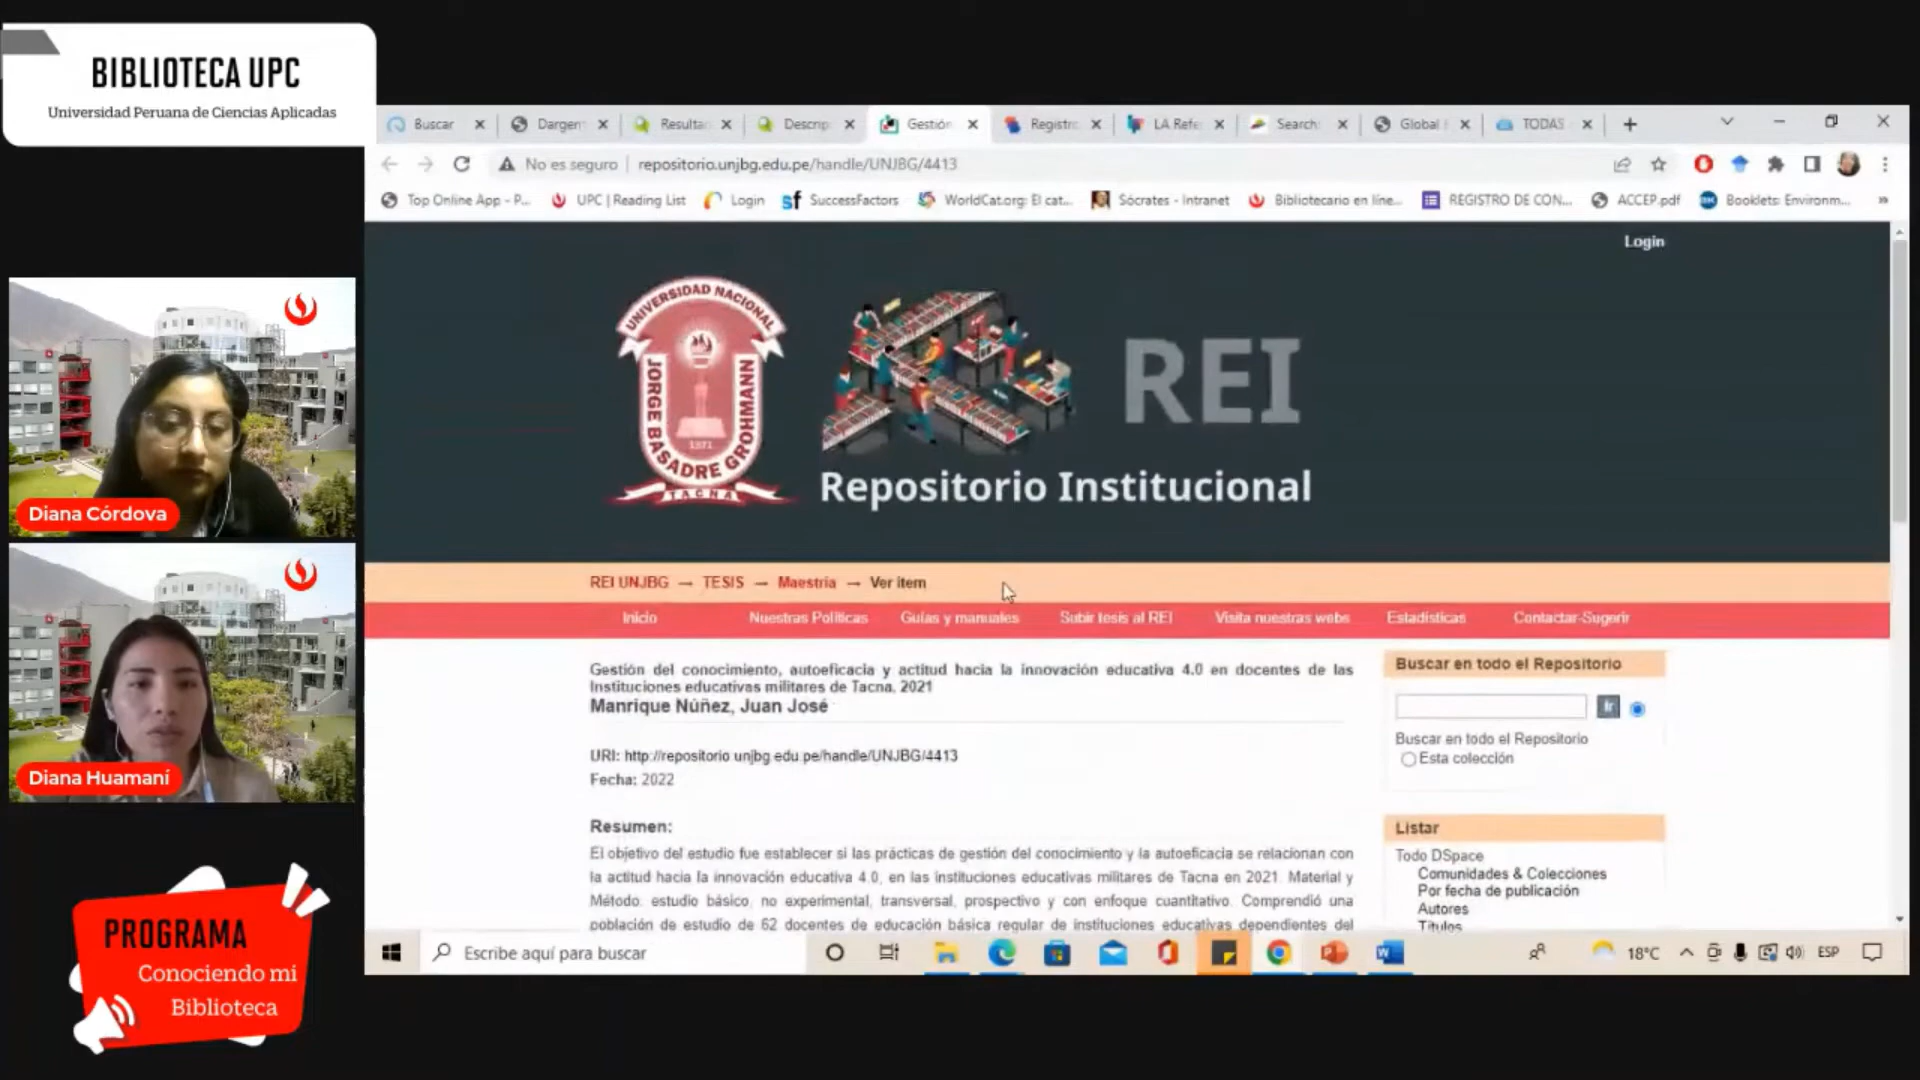 BIBLIOTECA UPC
Universidad Peruana de Ciencias Aplicadas
Buscar
Dargen
Resulta
Descrip
Gestión
Registro
LA Refe
Search
Global
TODAS
No es seguro
repositorio.unjbg.edu.pe/handle/UNJBG/4413
Top Online App - P...
UPC | Reading List
Login
SuccessFactors
WorldCat.org: El cat...
Sócrates - Intranet
Bibliotecario en líne...
REGISTRO DE CON...
ACCEP.pdf
Booklets: Environm...
Login
UNIVERSIDAD NACIONAL
JORGE BASADRE GROHMANN
1971
TACNA
REI
Repositorio Institucional
REI UNJBG → TESIS → Maestría → Ver ítem
Inicio
Nuestras Políticas
Guías y manuales
Subir tesis al REI
Visita nuestras webs
Estadísticas
Contactar-Sugerir
Gestión del conocimiento, autoeficacia y actitud hacia la innovación educativa 4.0 en docentes de las
Instituciones educativas militares de Tacna, 2021
Manrique Núñez, Juan José
URI: http://repositorio.unjbg.edu.pe/handle/UNJBG/4413
Fecha: 2022
Resumen:
El objetivo del estudio fue establecer si las prácticas de gestión del conocimiento y la autoeficacia se relacionan con
la actitud hacia la innovación educativa 4.0, en las instituciones educativas militares de Tacna en 2021. Material y
Método: estudio básico, no experimental, transversal, prospectivo y con enfoque cuantitativo. Comprendió una
población de estudio de 62 docentes de educación básica regular de instituciones educativas dependientes del
Buscar en todo el Repositorio
Ir
Buscar en todo el Repositorio
Esta colección
Listar
Todo DSpace
Comunidades & Colecciones
Por fecha de publicación
Autores
Títulos
Escribe aquí para buscar
18°C
ESP
Diana Córdova
Diana Huamaní
PROGRAMA
Conociendo mi
Biblioteca